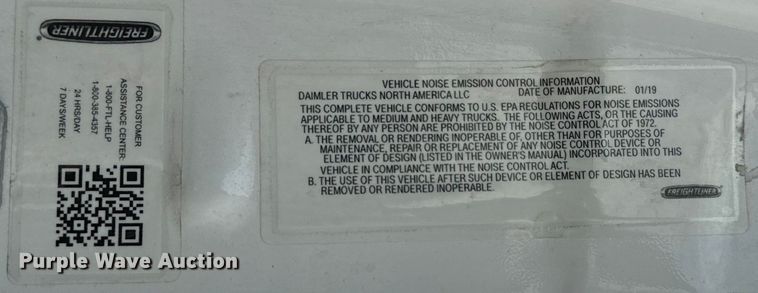 FREIGHTLINER
FOR CUSTOMER
ASSISTANCE CENTER:
1-800-FTL-HELP
1-800-385-4357
24 HRS/DAY
7 DAYS/WEEK
VEHICLE NOISE EMISSION CONTROL INFORMATION
DAIMLER TRUCKS NORTH AMERICA LLC DATE OF MANUFACTURE: 01/19
THIS COMPLETE VEHICLE CONFORMS TO U.S. EPA REGULATIONS FOR NOISE EMISSIONS
APPLICABLE TO MEDIUM AND HEAVY TRUCKS. THE FOLLOWING ACTS, OR THE CAUSING
THEREOF BY ANY PERSON ARE PROHIBITED BY THE NOISE CONTROL ACT OF 1972.
A. THE REMOVAL OR RENDERING INOPERABLE OF, OTHER THAN FOR PURPOSES OF
MAINTENANCE, REPAIR OR REPLACEMENT OF ANY NOISE CONTROL DEVICE OR
ELEMENT OF DESIGN (LISTED IN THE OWNER'S MANUAL) INCORPORATED INTO THIS
VEHICLE IN COMPLIANCE WITH THE NOISE CONTROL ACT.
B. THE USE OF THIS VEHICLE AFTER SUCH DEVICE OR ELEMENT OF DESIGN HAS BEEN
REMOVED OR RENDERED INOPERABLE.
FREIGHTLINER
Purple Wave Auction